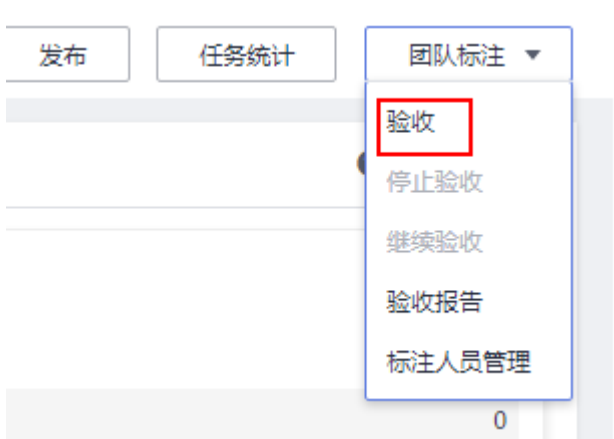 发布 任务统计 团队标注
验收
停止验收
继续验收
验收报告
标注人员管理
0